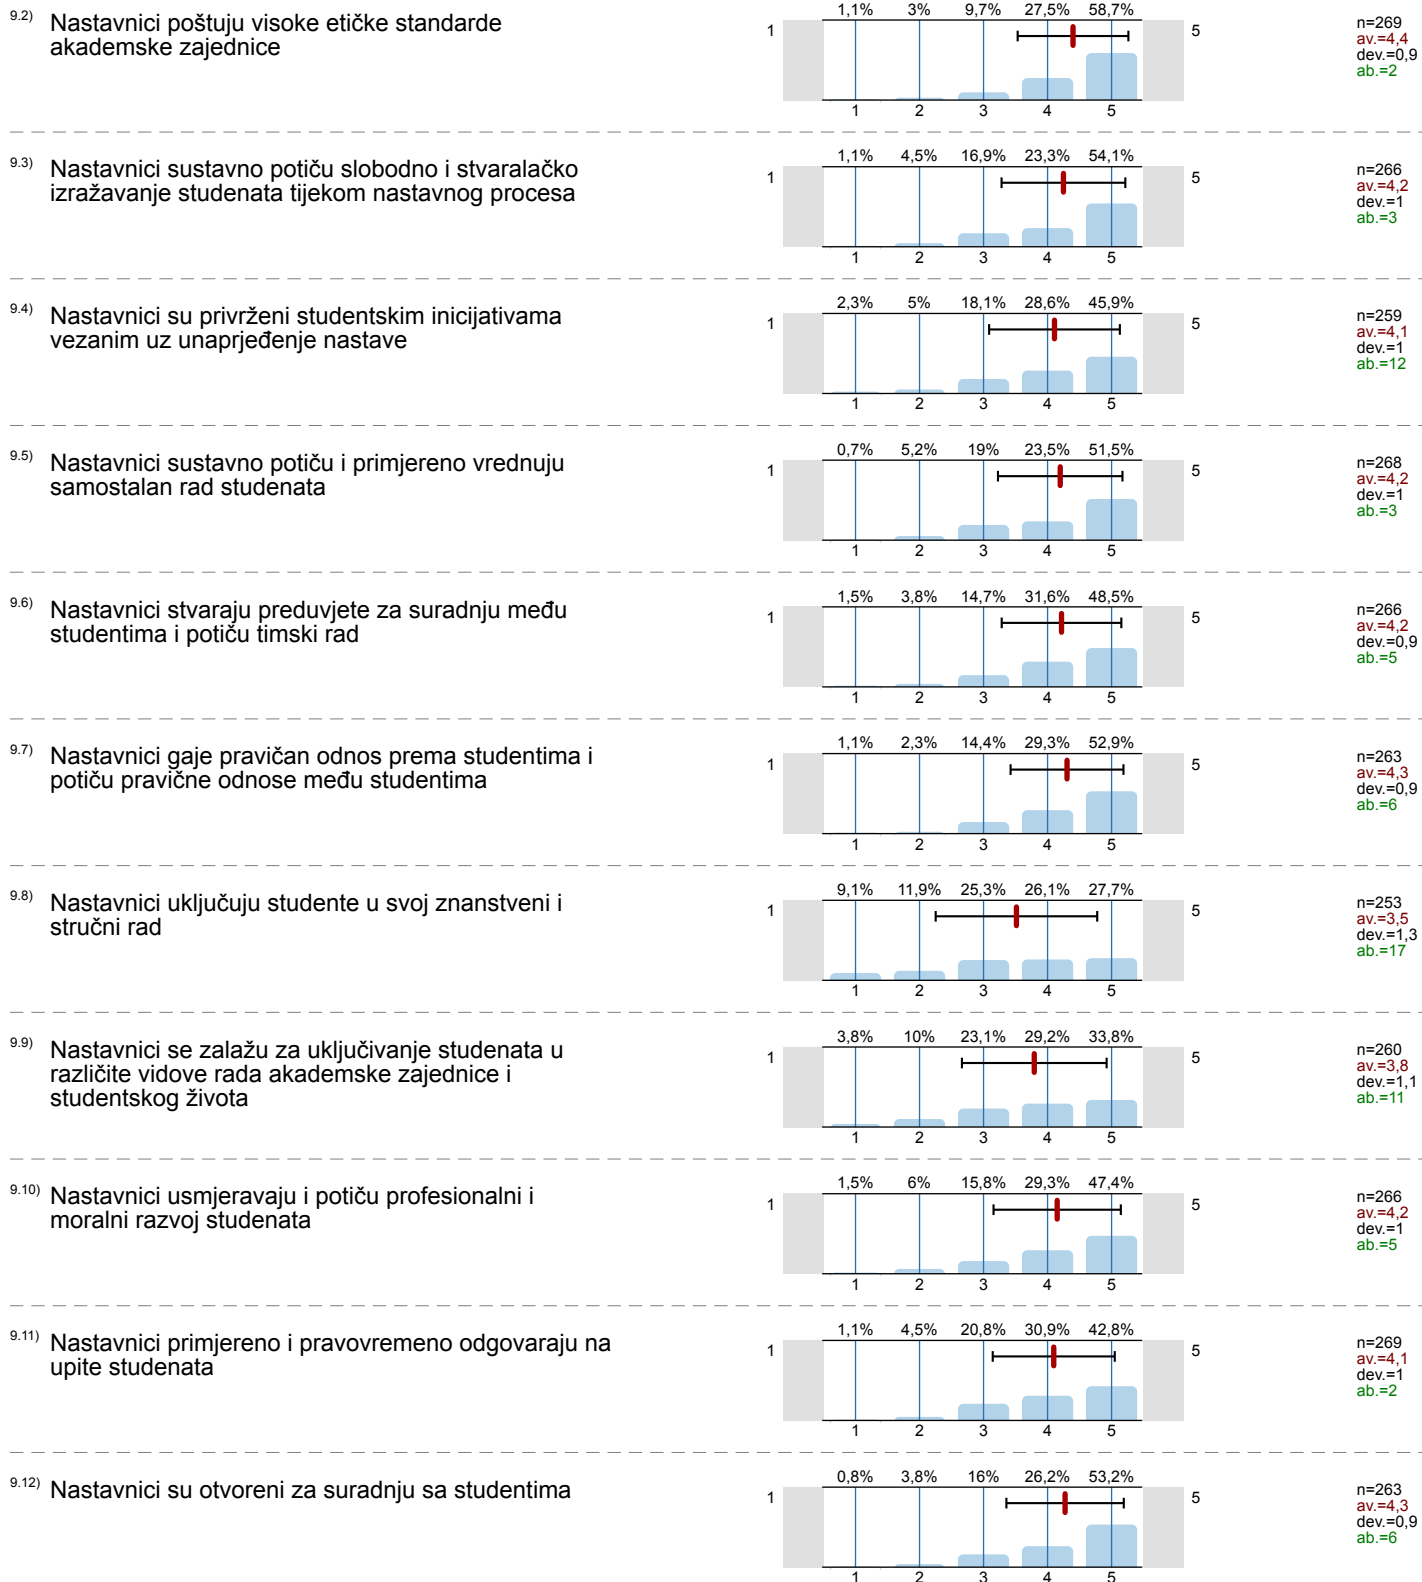 9.2) Nastavnici poštuju visoke etičke standarde
akademske zajednice
1,1% 3% 9,7% 27,5% 58,7%
1 5
1 2 3 4 5
n=269
av.=4,4
dev.=0,9
ab.=2
9.3) Nastavnici sustavno potiču slobodno i stvaralačko
izražavanje studenata tijekom nastavnog procesa
1,1% 4,5% 16,9% 23,3% 54,1%
1 5
1 2 3 4 5
n=266
av.=4,2
dev.=1
ab.=3
9.4) Nastavnici su privrženi studentskim inicijativama
vezanim uz unaprjeđenje nastave
2,3% 5% 18,1% 28,6% 45,9%
1 5
1 2 3 4 5
n=259
av.=4,1
dev.=1
ab.=12
9.5) Nastavnici sustavno potiču i primjereno vrednuju
samostalan rad studenata
0,7% 5,2% 19% 23,5% 51,5%
1 5
1 2 3 4 5
n=268
av.=4,2
dev.=1
ab.=3
9.6) Nastavnici stvaraju preduvjete za suradnju među
studentima i potiču timski rad
1,5% 3,8% 14,7% 31,6% 48,5%
1 5
1 2 3 4 5
n=266
av.=4,2
dev.=0,9
ab.=5
9.7) Nastavnici gaje pravičan odnos prema studentima i
potiču pravične odnose među studentima
1,1% 2,3% 14,4% 29,3% 52,9%
1 5
1 2 3 4 5
n=263
av.=4,3
dev.=0,9
ab.=6
9.8) Nastavnici uključuju studente u svoj znanstveni i
stručni rad
9,1% 11,9% 25,3% 26,1% 27,7%
1 5
1 2 3 4 5
n=253
av.=3,5
dev.=1,3
ab.=17
9.9) Nastavnici se zalažu za uključivanje studenata u
različite vidove rada akademske zajednice i
studentskog života
3,8% 10% 23,1% 29,2% 33,8%
1 5
1 2 3 4 5
n=260
av.=3,8
dev.=1,1
ab.=11
9.10) Nastavnici usmjeravaju i potiču profesionalni i
moralni razvoj studenata
1,5% 6% 15,8% 29,3% 47,4%
1 5
1 2 3 4 5
n=266
av.=4,2
dev.=1
ab.=5
9.11) Nastavnici primjereno i pravovremeno odgovaraju na
upite studenata
1,1% 4,5% 20,8% 30,9% 42,8%
1 5
1 2 3 4 5
n=269
av.=4,1
dev.=1
ab.=2
9.12) Nastavnici su otvoreni za suradnju sa studentima
0,8% 3,8% 16% 26,2% 53,2%
1 5
1 2 3 4 5
n=263
av.=4,3
dev.=0,9
ab.=6